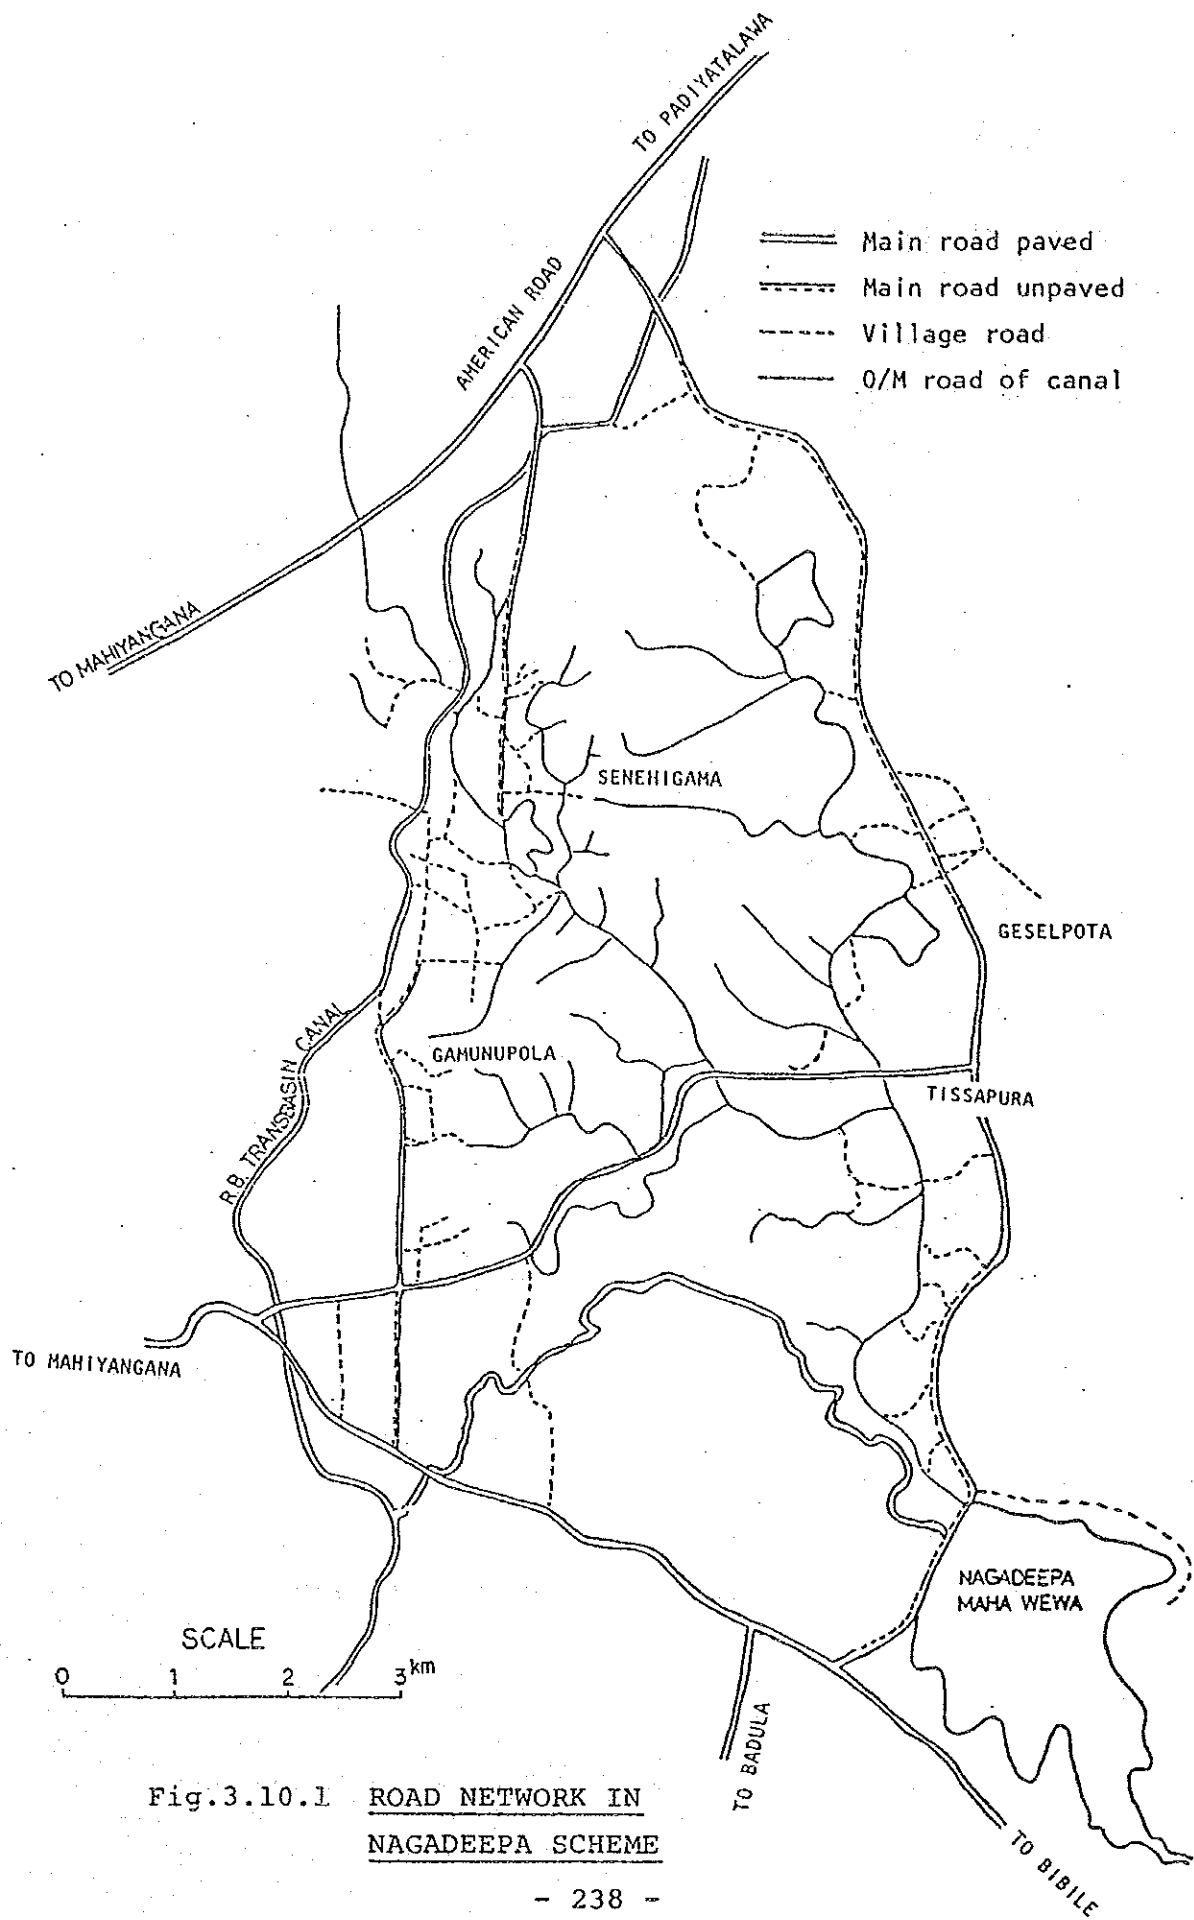 TO PADIYATALAWA
Main road paved
Main road unpaved
Village road
O/M road of canal
AMERICAN ROAD
TO MAHIYANGANA
SENEHIGAMA
GESELPOTA
R.B. TRANSBASIN CANAL
GAMUNUPOLA
TISSAPURA
TO MAHIYANGANA
NAGADEEPA
MAHA WEWA
SCALE
0 1 2 3 km
TO BADULA
TO BIBILE
Fig.3.10.1 ROAD NETWORK IN
NAGADEEPA SCHEME
- 238 -